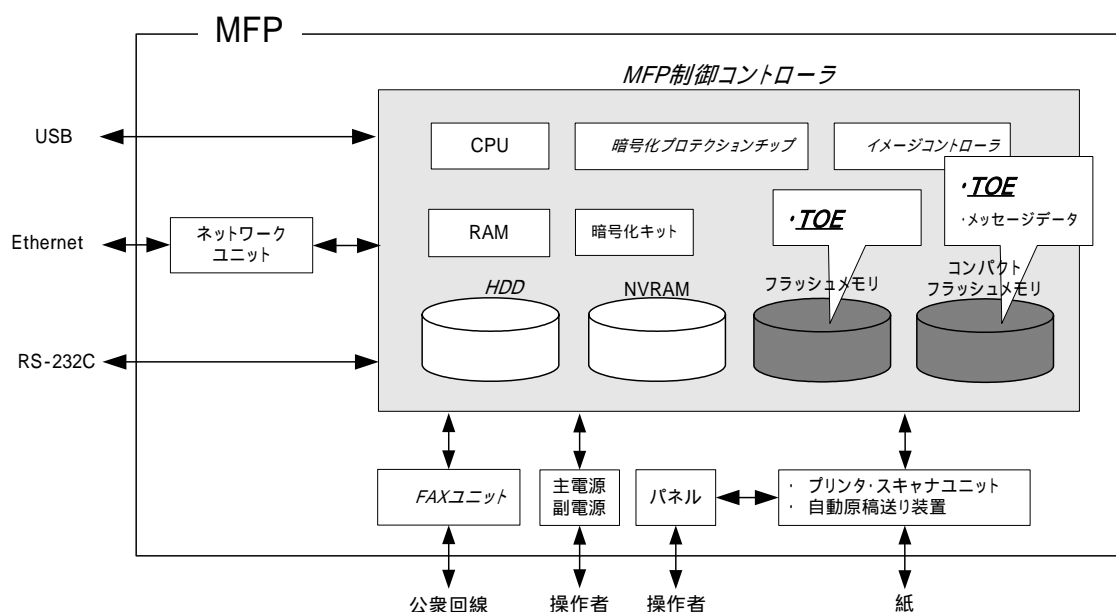 MFP
MFP制御コントローラ
USB
CPU
暗号化プロテクションチップ
イメージコントローラ
・TOE
・TOE
・メッセージデータ
Ethernet
ネットワーク
ユニット
RAM
暗号化キット
HDD
NVRAM
フラッシュメモリ
コンパクト
フラッシュメモリ
RS-232C
FAXユニット
主電源
副電源
パネル
・ プリンタ・スキャナユニット
・ 自動原稿送り装置
公衆回線
操作者
操作者
紙